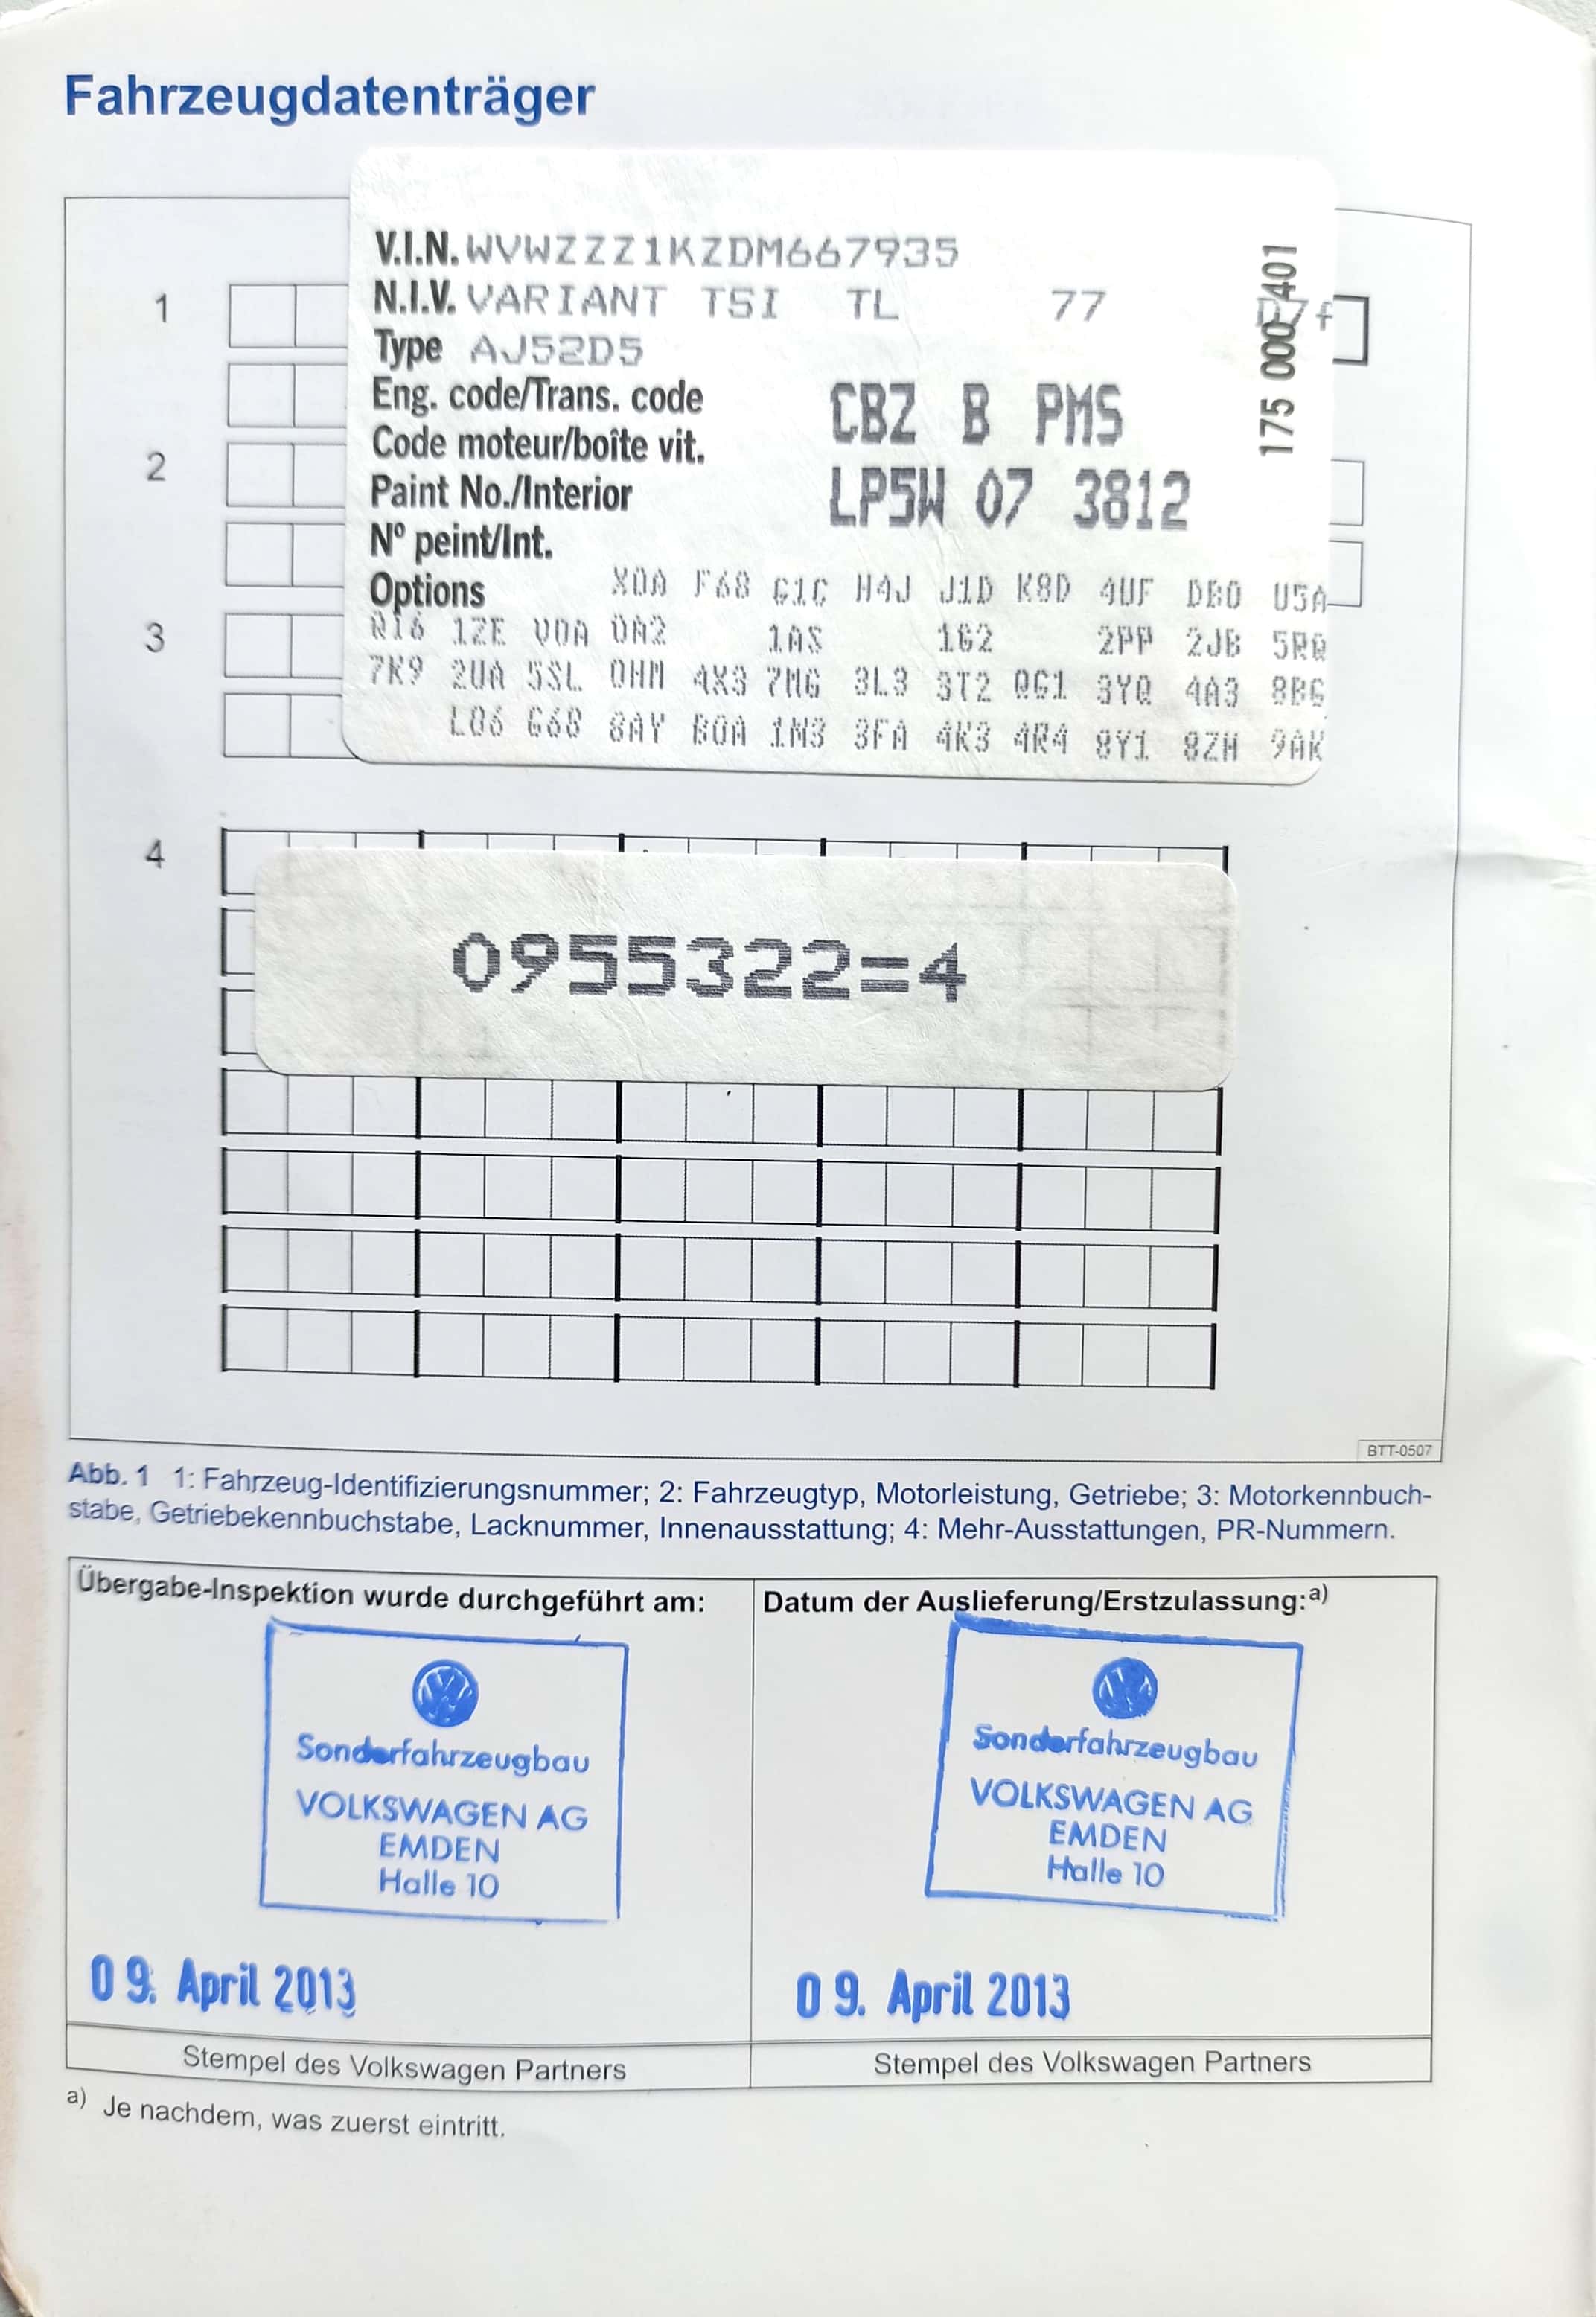 Fahrzeugdatenträger
V.I.N. WVWZZZ1KZDM667935
N.I.V. VARIANT TSI TL 77
Type AJ52D5
175 000 401
Eng. code/Trans. code
Code moteur/boîte vit.
CBZ B PMS
Paint No./Interior
N° peint/Int.
LP5W 07 3812
Options X0A F68 G1C H4J J1D K8D 4UF DB0 U5A
Q16 1ZE V0A 0A2 1AS 1G2 2PP 2JB 5RQ
7K9 2UA 5SL 0HM 4X3 7MG 3L3 3T2 QG1 3YQ 4A3 8BG
L06 G68 8AY B0A 1M3 3FA 4K3 4R4 8Y1 8ZH 9AK
1
2
3
4
0955322=4
BTT-0507
Abb. 1 1: Fahrzeug-Identifizierungsnummer; 2: Fahrzeugtyp, Motorleistung, Getriebe; 3: Motorkennbuch-
stabe, Getriebekennbuchstabe, Lacknummer, Innenausstattung; 4: Mehr-Ausstattungen, PR-Nummern.
Übergabe-Inspektion wurde durchgeführt am:
Sonderfahrzeugbau
VOLKSWAGEN AG
EMDEN
Halle 10
09. April 2013
Stempel des Volkswagen Partners
Datum der Auslieferung/Erstzulassung:a)
Sonderfahrzeugbau
VOLKSWAGEN AG
EMDEN
Halle 10
09. April 2013
Stempel des Volkswagen Partners
a) Je nachdem, was zuerst eintritt.